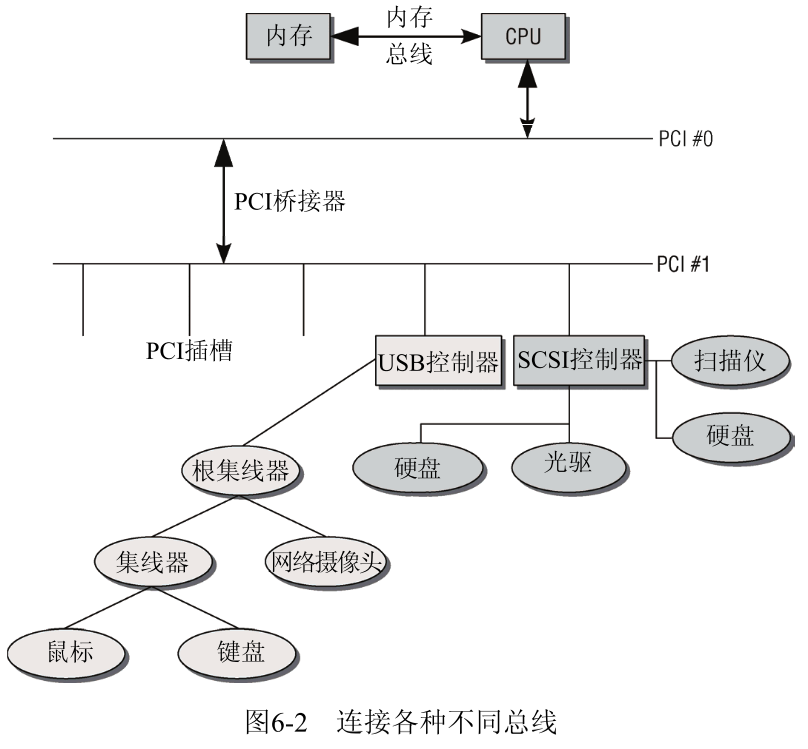 内存
内存
总线
CPU
PCI #0
PCI桥接器
PCI #1
PCI插槽
USB控制器
SCSI控制器
扫描仪
硬盘
硬盘
光驱
根集线器
集线器
网络摄像头
鼠标
键盘
图6-2 连接各种不同总线